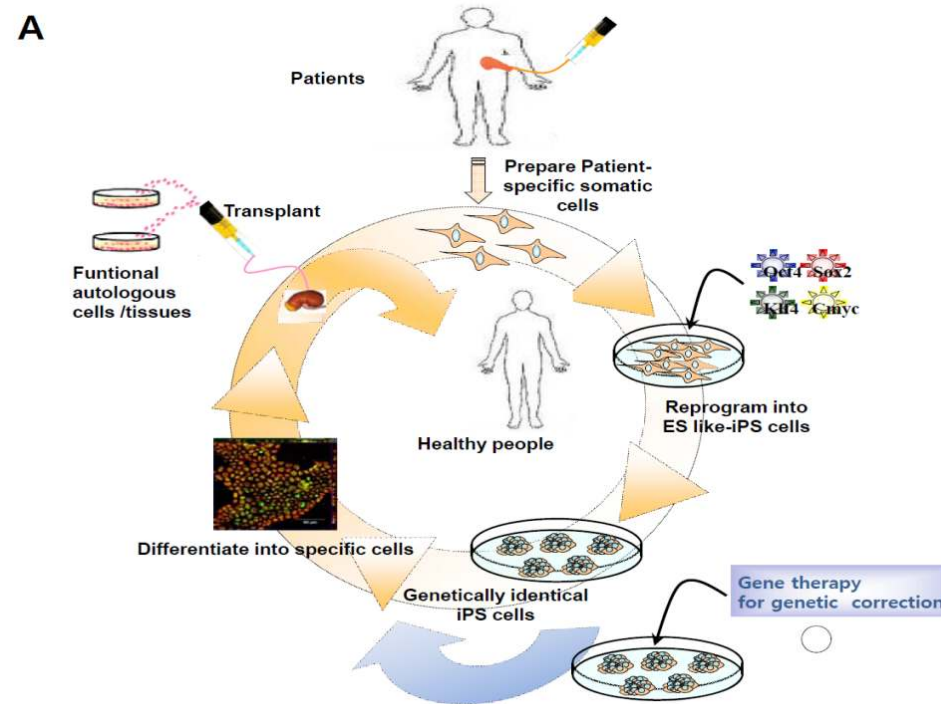 A
Patients
Prepare Patient-
specific somatic
cells
Transplant
Funtional
autologous
cells /tissues
Oct4 Sox2
Klf4 Cmyc
Reprogram into
ES like-iPS cells
Healthy people
Differentiate into specific cells
Genetically identical
iPS cells
Gene therapy
for genetic correction